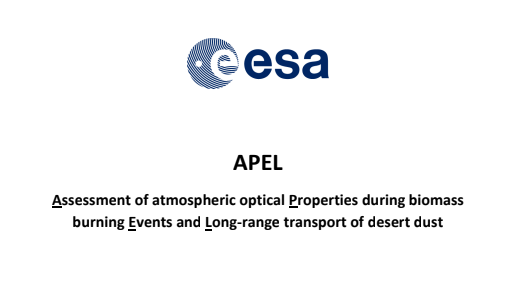 esa
APEL
Assessment of atmospheric optical Properties during biomass
burning Events and Long-range transport of desert dust